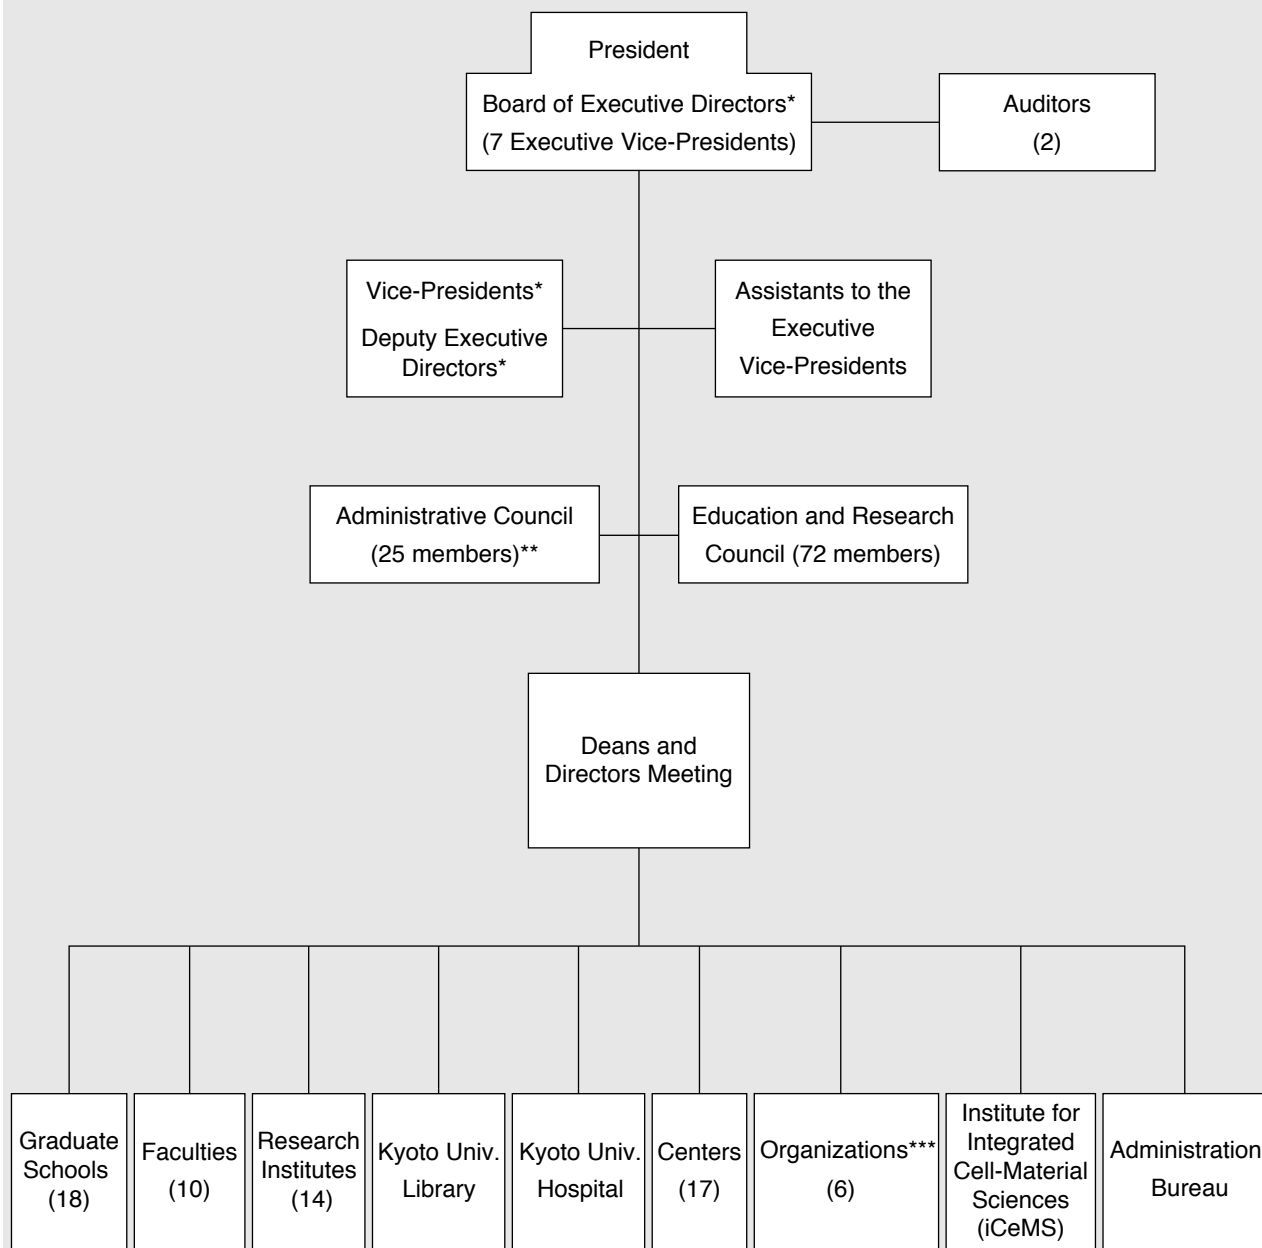 President
Board of Executive Directors*
(7 Executive Vice-Presidents)
Auditors
(2)
Vice-Presidents*
Deputy Executive
Directors*
Assistants to the
Executive
Vice-Presidents
Administrative Council
(25 members)**
Education and Research
Council (72 members)
Deans and
Directors Meeting
Graduate
Schools
(18)
Faculties
(10)
Research
Institutes
(14)
Kyoto Univ.
Library
Kyoto Univ.
Hospital
Centers
(17)
Organizations***
(6)
Institute for
Integrated
Cell-Material
Sciences
(iCeMS)
Administration
Bureau